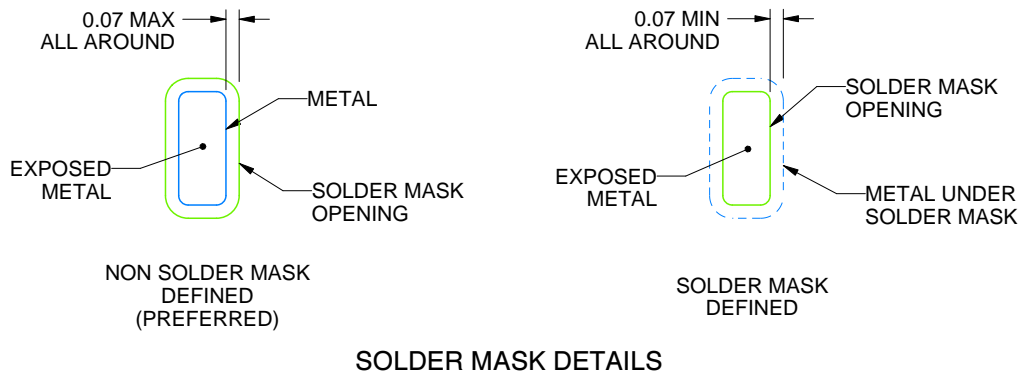 0.07 MAX
ALL AROUND
METAL
EXPOSED
METAL
SOLDER MASK
OPENING
NON SOLDER MASK
DEFINED
(PREFERRED)
0.07 MIN
ALL AROUND
SOLDER MASK
OPENING
EXPOSED
METAL
METAL UNDER
SOLDER MASK
SOLDER MASK
DEFINED
SOLDER MASK DETAILS